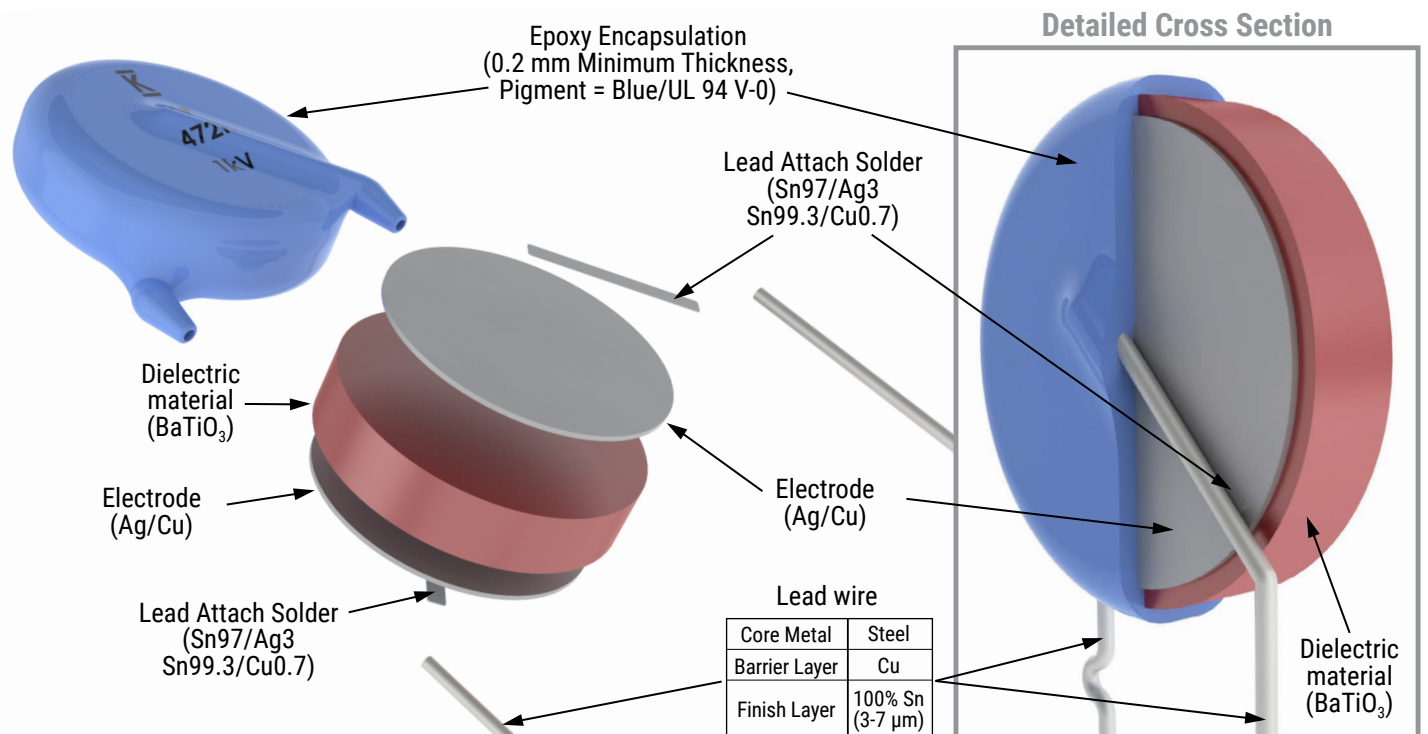 Detailed Cross Section
Epoxy Encapsulation
(0.2 mm Minimum Thickness,
Pigment = Blue/UL 94 V-0)
1kV
Lead Attach Solder
(Sn97/Ag3
Sn99.3/Cu0.7)
Dielectric
material
(BaTiO₃)
Electrode
(Ag/Cu)
Electrode
(Ag/Cu)
Lead Attach Solder
(Sn97/Ag3
Sn99.3/Cu0.7)
Lead wire
Core Metal Steel
Barrier Layer Cu
Finish Layer 100% Sn
(3-7 µm)
Dielectric
material
(BaTiO₃)